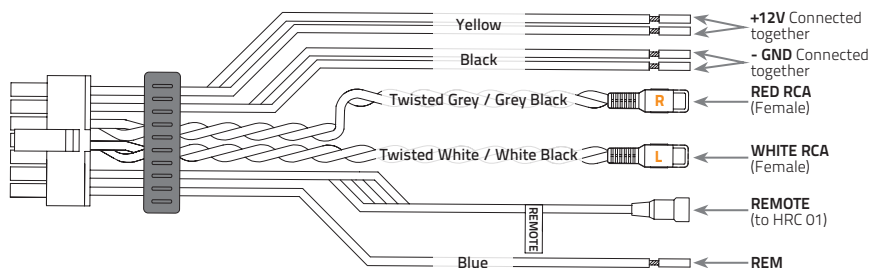 Yellow
+12V Connected
together
Black
- GND Connected
together
Twisted Grey / Grey Black
R
RED RCA
(Female)
Twisted White / White Black
L
WHITE RCA
(Female)
REMOTE
REMOTE
(to HRC 01)
Blue
REM